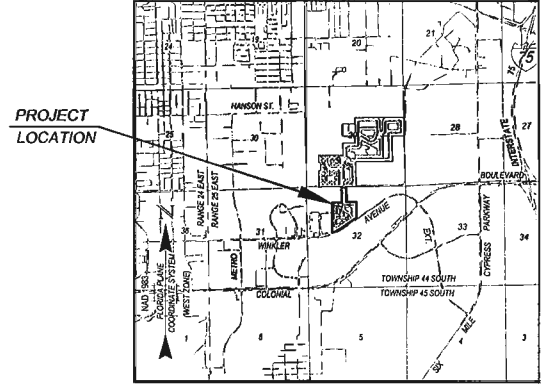 PROJECT
LOCATION
24
19
20
21
75
75
HANSON ST.
INTERSTATE
27
25
30
28
BOULEVARD
RANGE 24 EAST
RANGE 25 EAST
AVENUE
36
31
WINKLER
32
EXT.
33
PARKWAY
CYPRESS
34
NAD 1983
FLORIDA PLANE
COORDINATE SYSTEM
(WEST ZONE)
METRO
COLONIAL
TOWNSHIP 44 SOUTH
TOWNSHIP 45 SOUTH
1
6
5
SIX
MILE
3